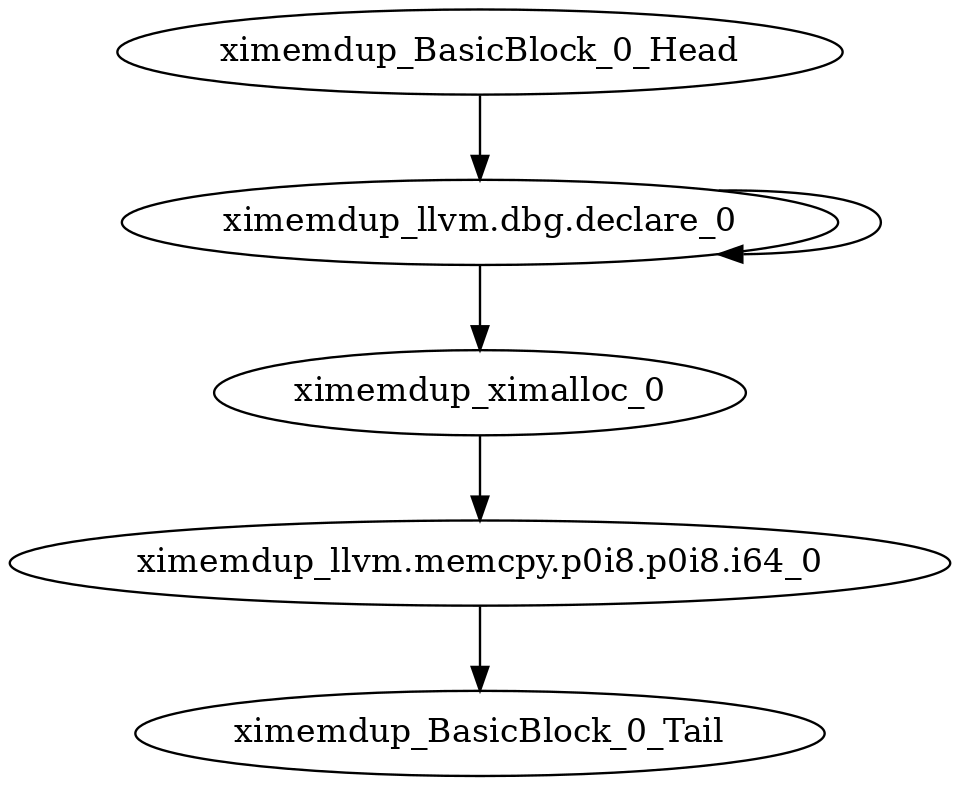 ximemdup_BasicBlock_0_Head
ximemdup_llvm.dbg.declare_0
ximemdup_ximalloc_0
ximemdup_llvm.memcpy.p0i8.p0i8.i64_0
ximemdup_BasicBlock_0_Tail